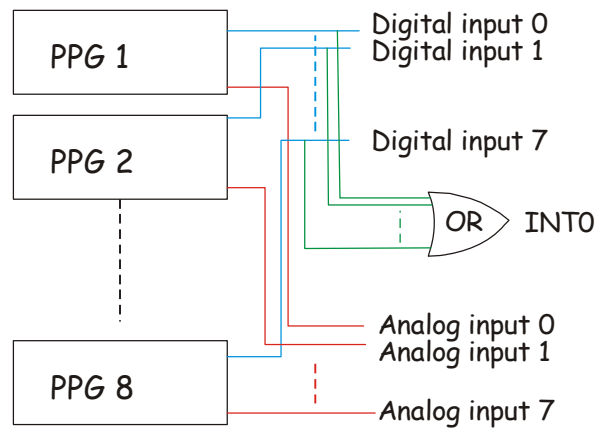 PPG 1
Digital input 0
Digital input 1
PPG 2
Digital input 7
OR
INT0
Analog input 0
Analog input 1
PPG 8
Analog input 7